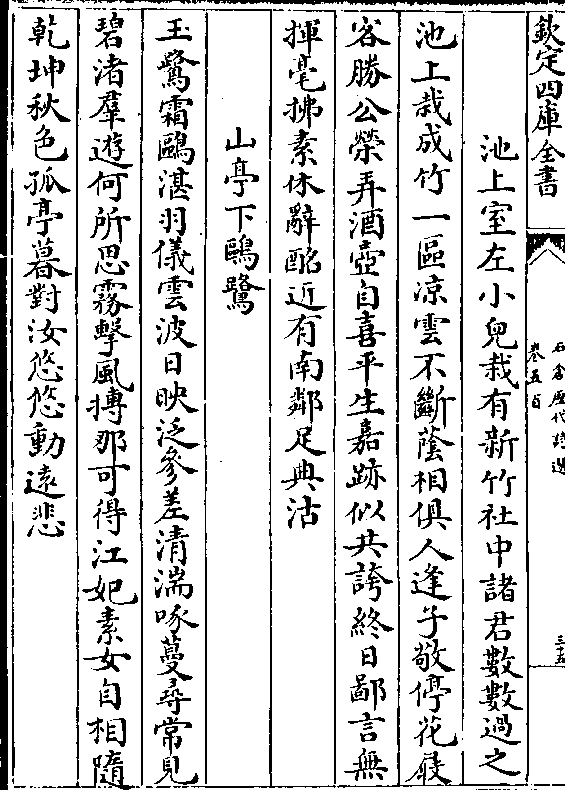 欽定四庫全書
石倉歷代詩選
卷五百
三十五
池上室左小兒栽有新竹社中諸君數數過之
池上栽成竹一區凉雲不斷蔭相俱人逢子敬停花屐
客勝公榮弄酒壺自喜平生嘉跡似共誇終日鄙言無
揮毫拂素休辭酩近有南鄰足典沽
山亭下鷗鷺
玉鷺霜鷗湛羽儀雲波日映泛參差清湍啄蔓尋常見
碧渚羣遊何所思霧擊風摶那可得江妃素女自相隨
乾坤秋色孤亭暮對汝悠悠動遠悲